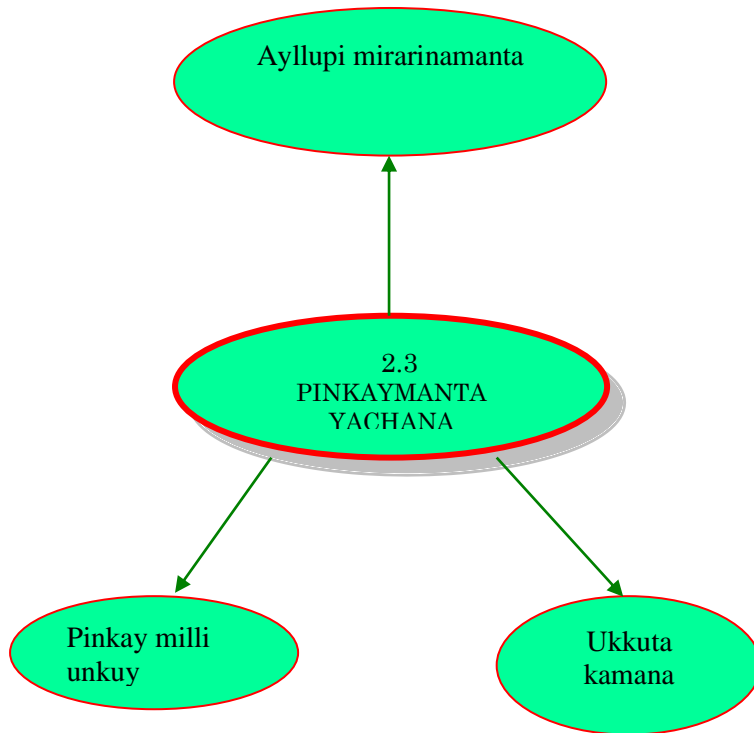 Ayllupi mirarinamanta
2.3
PINKAYMANTA
YACHANA
Pinkay milli
unkuy
Ukkuta
kamana